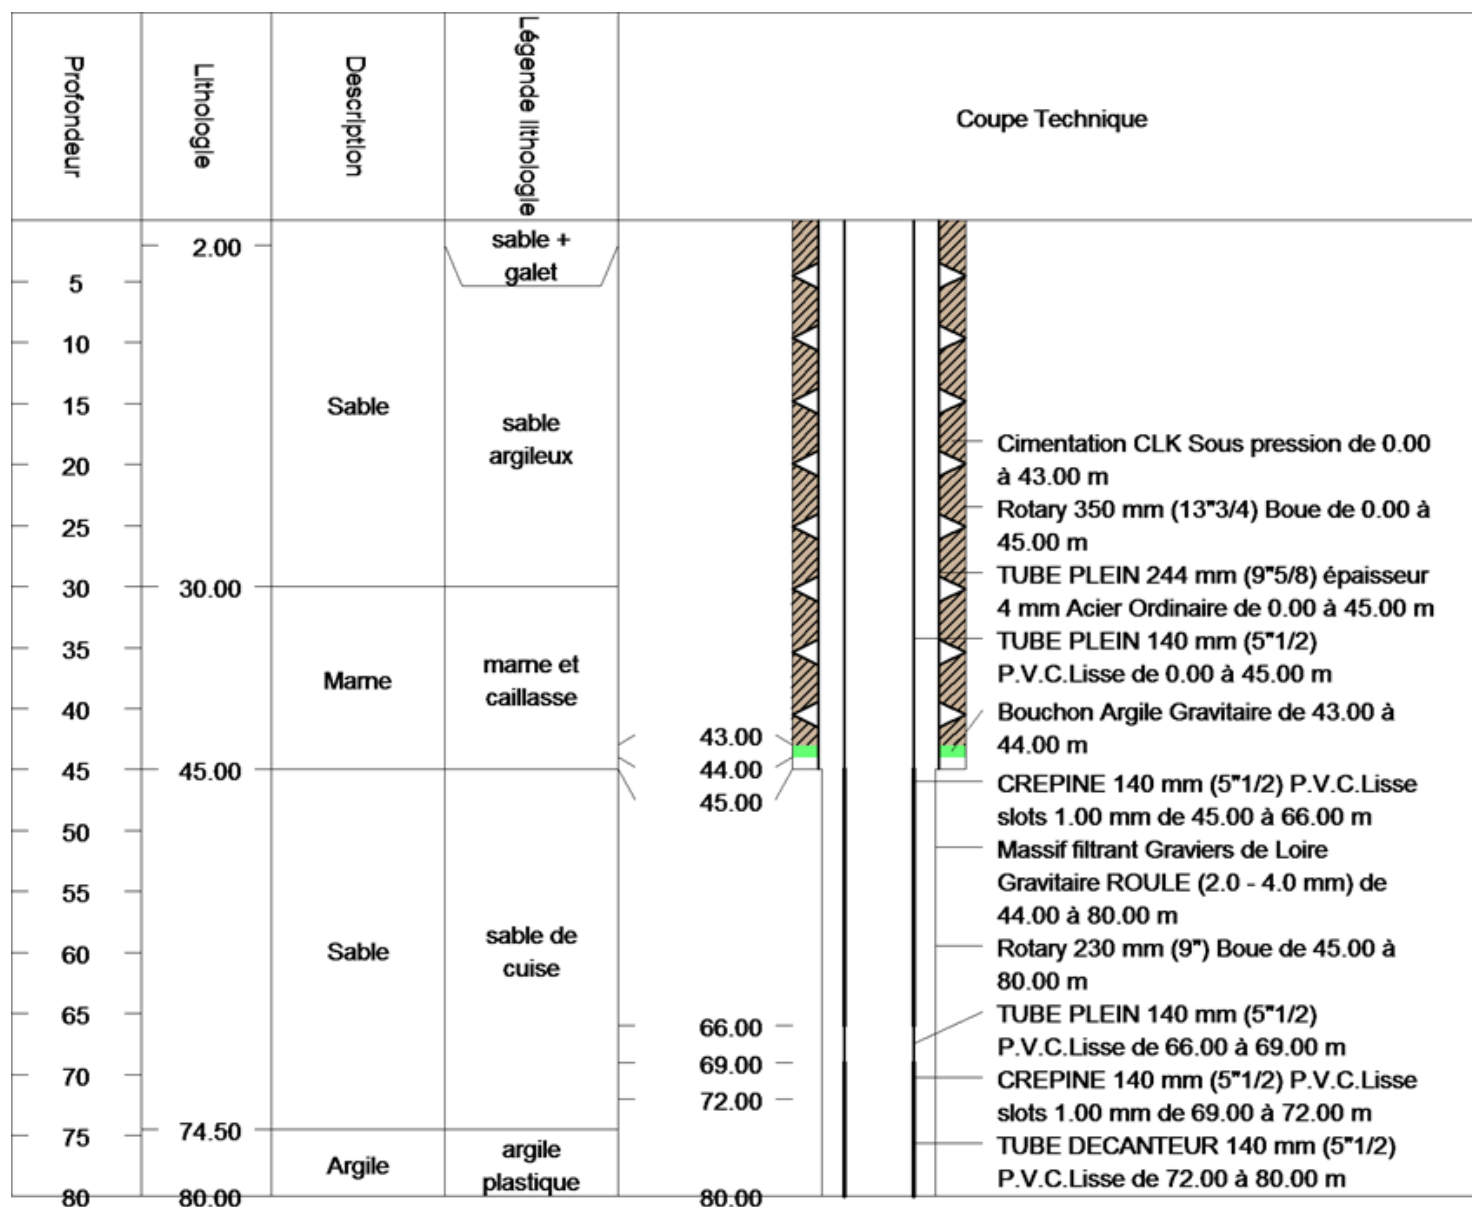 Profondeur
Lithologie
Description
Légende lithologie
Coupe Technique
5
10
15
20
25
30
35
40
45
50
55
60
65
70
75
80
2.00
30.00
45.00
74.50
80.00
Sable
Marne
Sable
Argile
sable +
galet
sable
argileux
marne et
caillasse
sable de
cuise
argile
plastique
43.00
44.00
45.00
66.00
69.00
72.00
80.00
Cimentation CLK Sous pression de 0.00
à 43.00 m
Rotary 350 mm (13"3/4) Boue de 0.00 à
45.00 m
TUBE PLEIN 244 mm (9"5/8) épaisseur
4 mm Acier Ordinaire de 0.00 à 45.00 m
TUBE PLEIN 140 mm (5"1/2)
P.V.C.Lisse de 0.00 à 45.00 m
Bouchon Argile Gravitaire de 43.00 à
44.00 m
CREPINE 140 mm (5"1/2) P.V.C.Lisse
slots 1.00 mm de 45.00 à 66.00 m
Massif filtrant Graviers de Loire
Gravitaire ROULE (2.0 - 4.0 mm) de
44.00 à 80.00 m
Rotary 230 mm (9") Boue de 45.00 à
80.00 m
TUBE PLEIN 140 mm (5"1/2)
P.V.C.Lisse de 66.00 à 69.00 m
CREPINE 140 mm (5"1/2) P.V.C.Lisse
slots 1.00 mm de 69.00 à 72.00 m
TUBE DECANTEUR 140 mm (5"1/2)
P.V.C.Lisse de 72.00 à 80.00 m